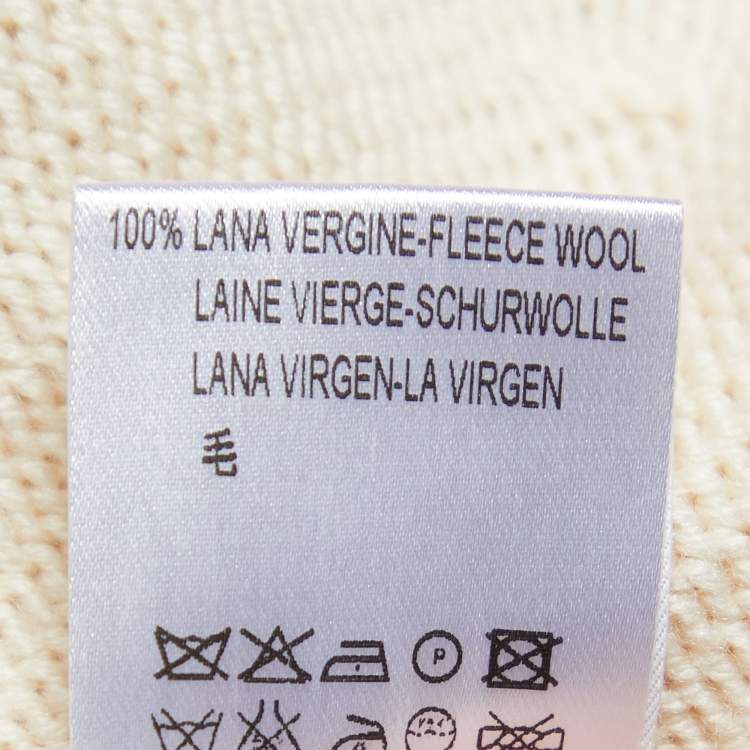 100% LANA VERGINE-FLEECE WOOL
LAINE VIERGE-SCHURWOLLE
LANA VIRGEN-LA VIRGEN
毛
P